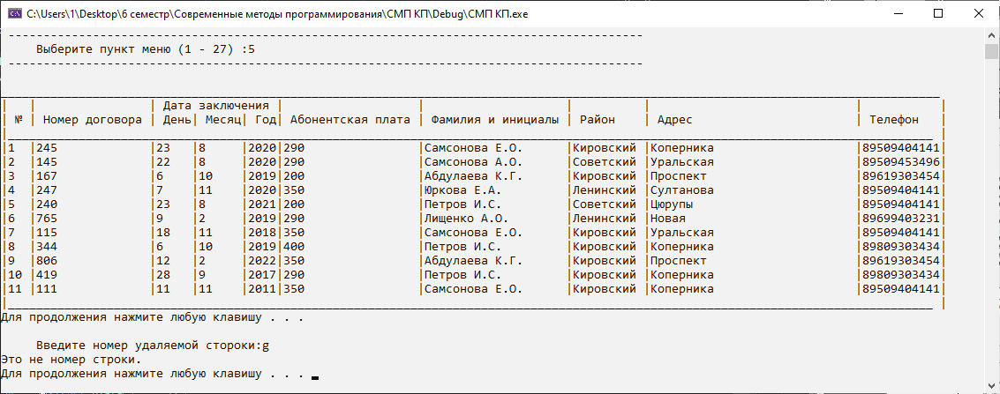 C:\Users\1\Desktop\6 семестр\Современные методы программирования\СМП КП\Debug\СМП КП.exe
Выберите пункт меню (1 - 27) :5
| | | Дата заключения | | | | | |
| № | Номер договора | День| Месяц| Год| Абонентская плата | Фамилия и инициалы | Район | Адрес | Телефон |
|1 |245 |23 |8 |2020|290 |Самсонова Е.О. |Кировский |Коперника |89509404141|
|2 |145 |22 |8 |2020|290 |Самсонова А.О. |Советский |Уральская |89509453496|
|3 |167 |6 |10 |2019|200 |Абдулаева К.Г. |Кировский |Проспект |89619303454|
|4 |247 |7 |11 |2020|350 |Юркова Е.А. |Ленинский |Султанова |89509404141|
|5 |240 |23 |8 |2021|200 |Петров И.С. |Советский |Цюрупы |89509404141|
|6 |765 |9 |2 |2019|290 |Лищенко А.О. |Ленинский |Новая |89699403231|
|7 |115 |18 |11 |2018|350 |Самсонова Е.О. |Кировский |Уральская |89509404141|
|8 |344 |6 |10 |2019|400 |Петров И.С. |Кировский |Коперника |89809303434|
|9 |806 |12 |2 |2022|350 |Абдулаева К.Г. |Кировский |Проспект |89619303454|
|10 |419 |28 |9 |2017|290 |Петров И.С. |Кировский |Коперника |89809303434|
|11 |111 |11 |11 |2011|350 |Самсонова Е.О. |Кировский |Коперника |89509404141|
Для продолжения нажмите любую клавишу . . .
Введите номер удаляемой стороки:g
Это не номер строки.
Для продолжения нажмите любую клавишу . . .